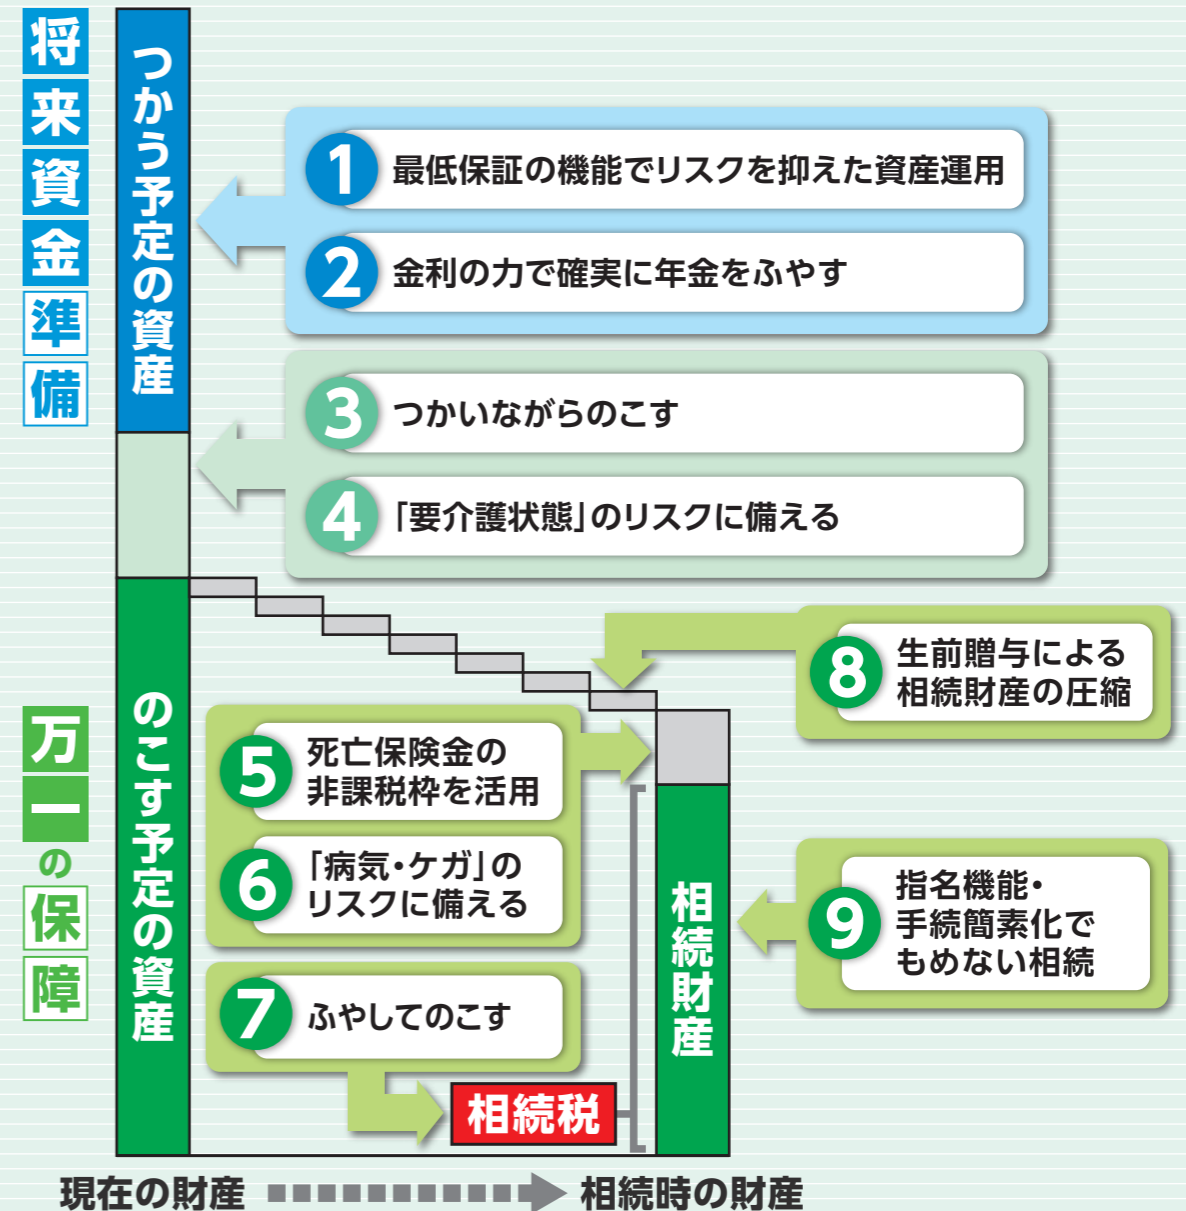 将来資金準備
つかう予定の資産
1 最低保証の機能でリスクを抑えた資産運用
2 金利の力で確実に年金をふやす
3 つかいながらのこす
4 「要介護状態」のリスクに備える
万一の保障
のこす予定の資産
5 死亡保険金の
非課税枠を活用
6 「病気・ケガ」の
リスクに備える
7 ふやしてのこす
相続税
相続財産
8 生前贈与による
相続財産の圧縮
9 指名機能・
手続簡素化で
もめない相続
現在の財産
相続時の財産